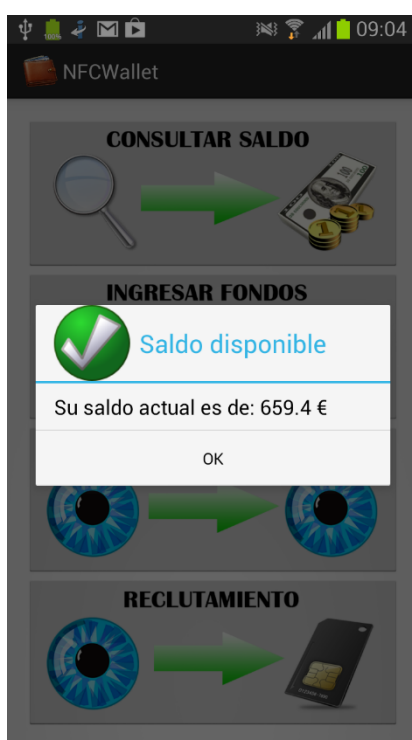 09:04
NFCWallet
CONSULTAR SALDO
INGRESAR FONDOS
Saldo disponible
Su saldo actual es de: 659.4 €
OK
RECLUTAMIENTO